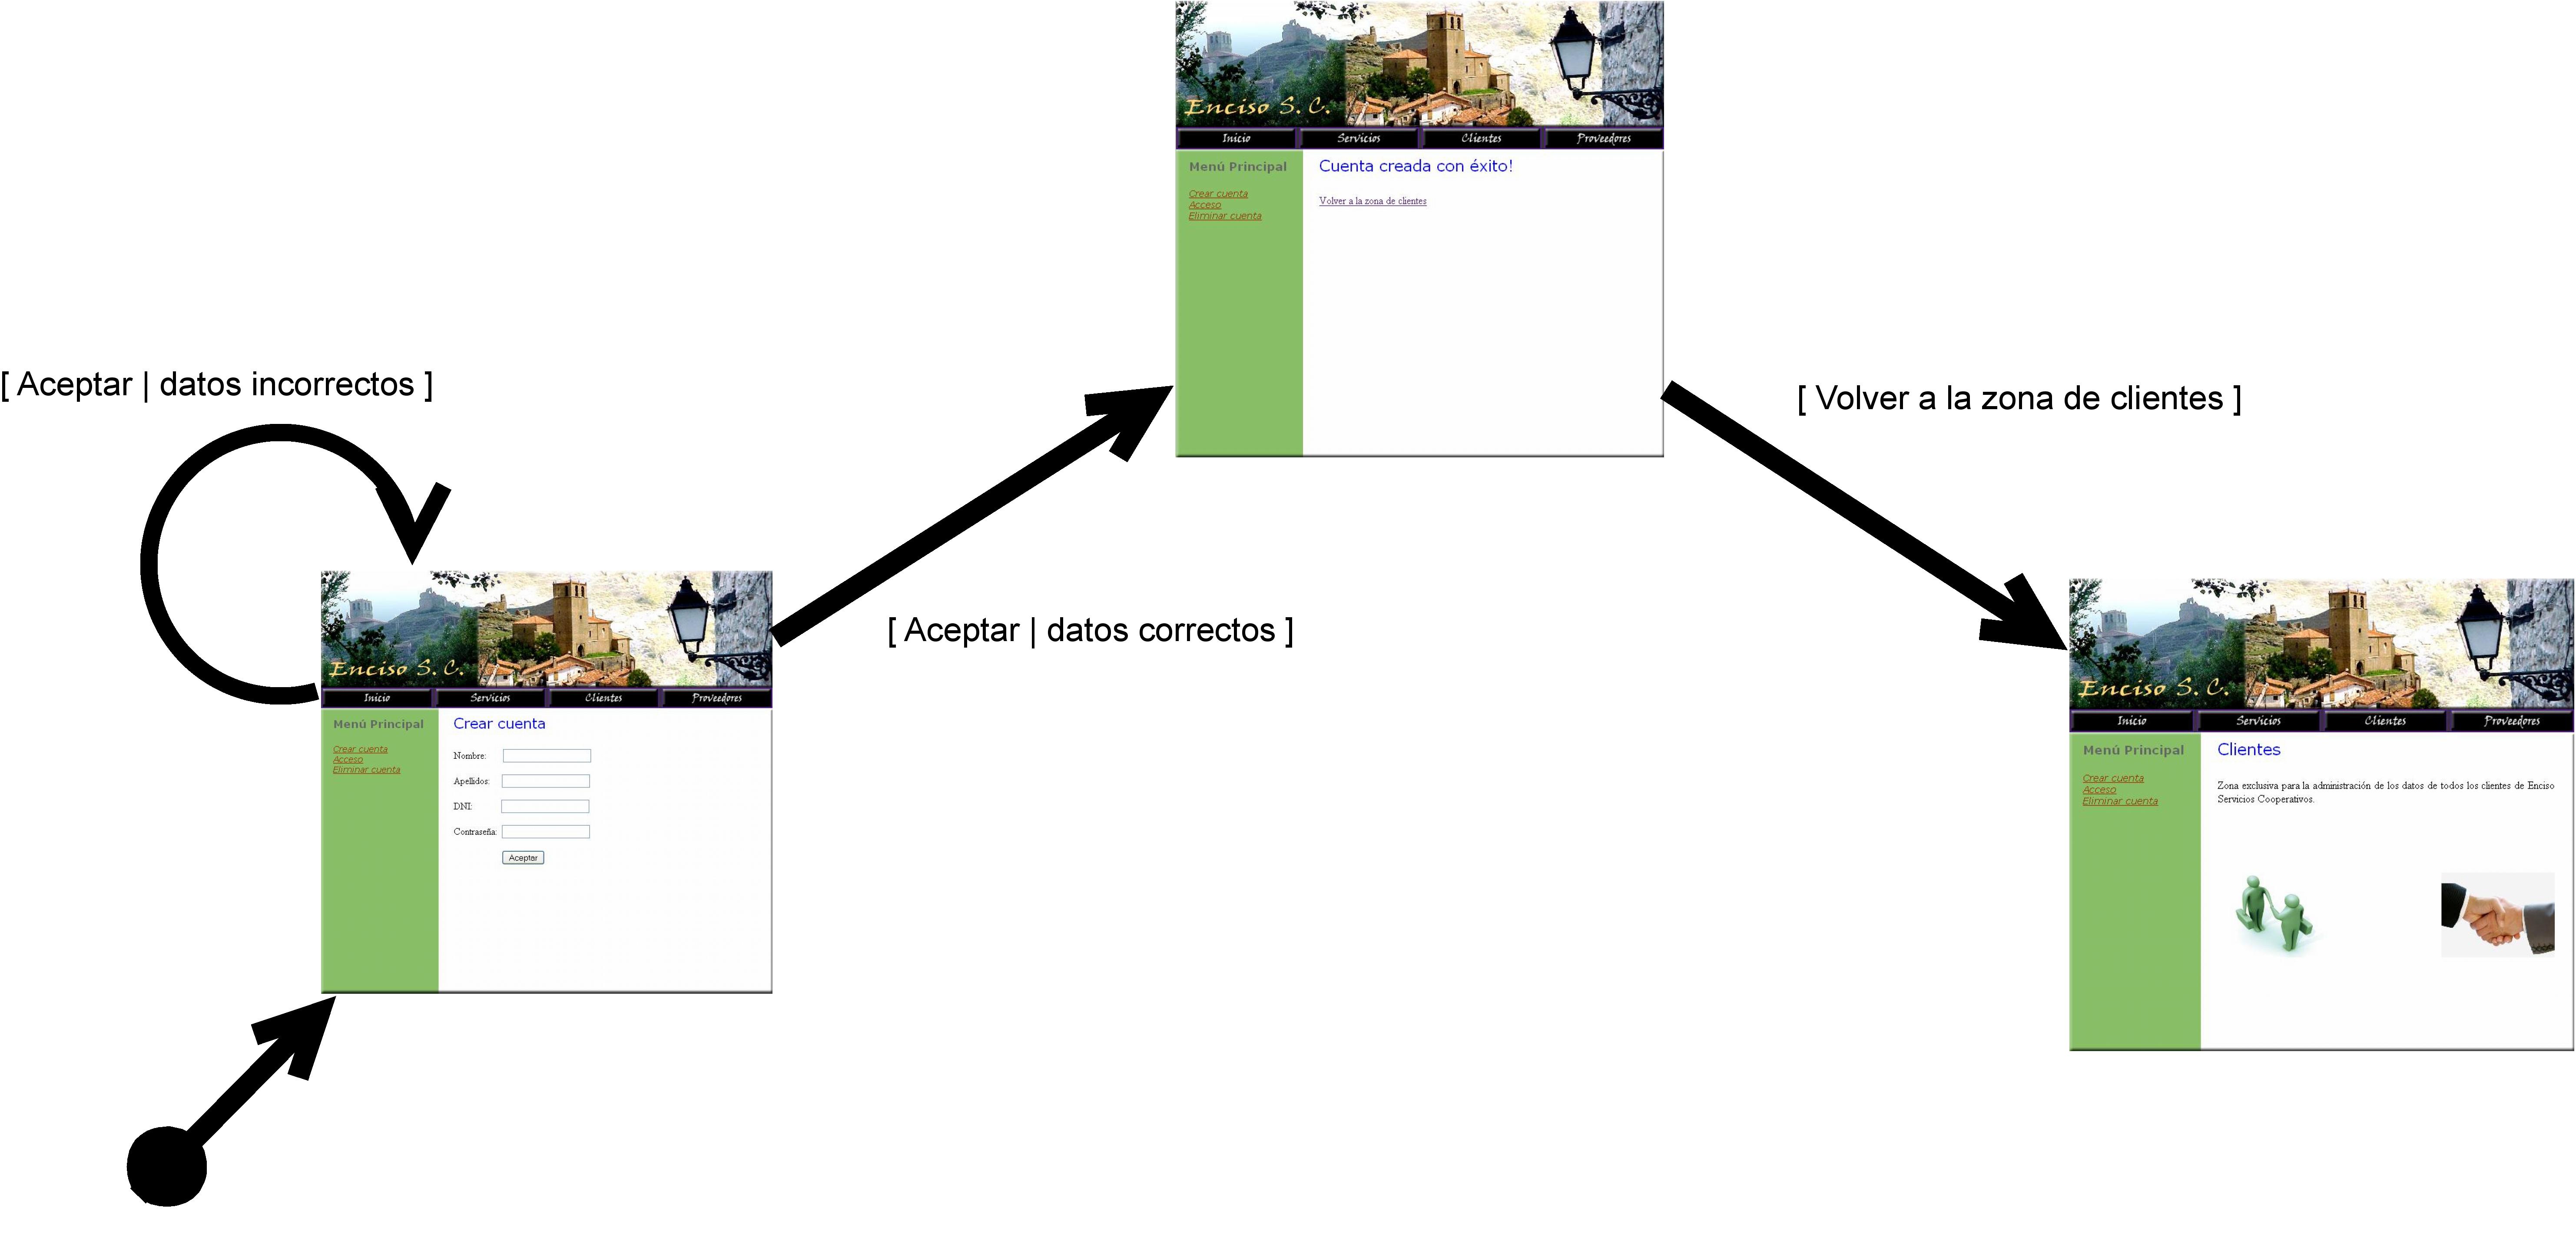 Enciso S. C.
Inicio Servicios Clientes Proveedores
Menú Principal
Crear cuenta
Acceso
Eliminar cuenta
Cuenta creada con éxito!
Volver a la zona de clientes
[ Aceptar | datos incorrectos ]
[ Volver a la zona de clientes ]
[ Aceptar | datos correctos ]
Enciso S. C.
Inicio Servicios Clientes Proveedores
Menú Principal
Crear cuenta
Acceso
Eliminar cuenta
Crear cuenta
Nombre:
Apellidos:
DNI:
Contraseña:
Aceptar
Enciso S. C.
Inicio Servicios Clientes Proveedores
Menú Principal
Crear cuenta
Acceso
Eliminar cuenta
Clientes
Zona exclusiva para la administración de los datos de todos los clientes de Enciso
Servicios Cooperativos.